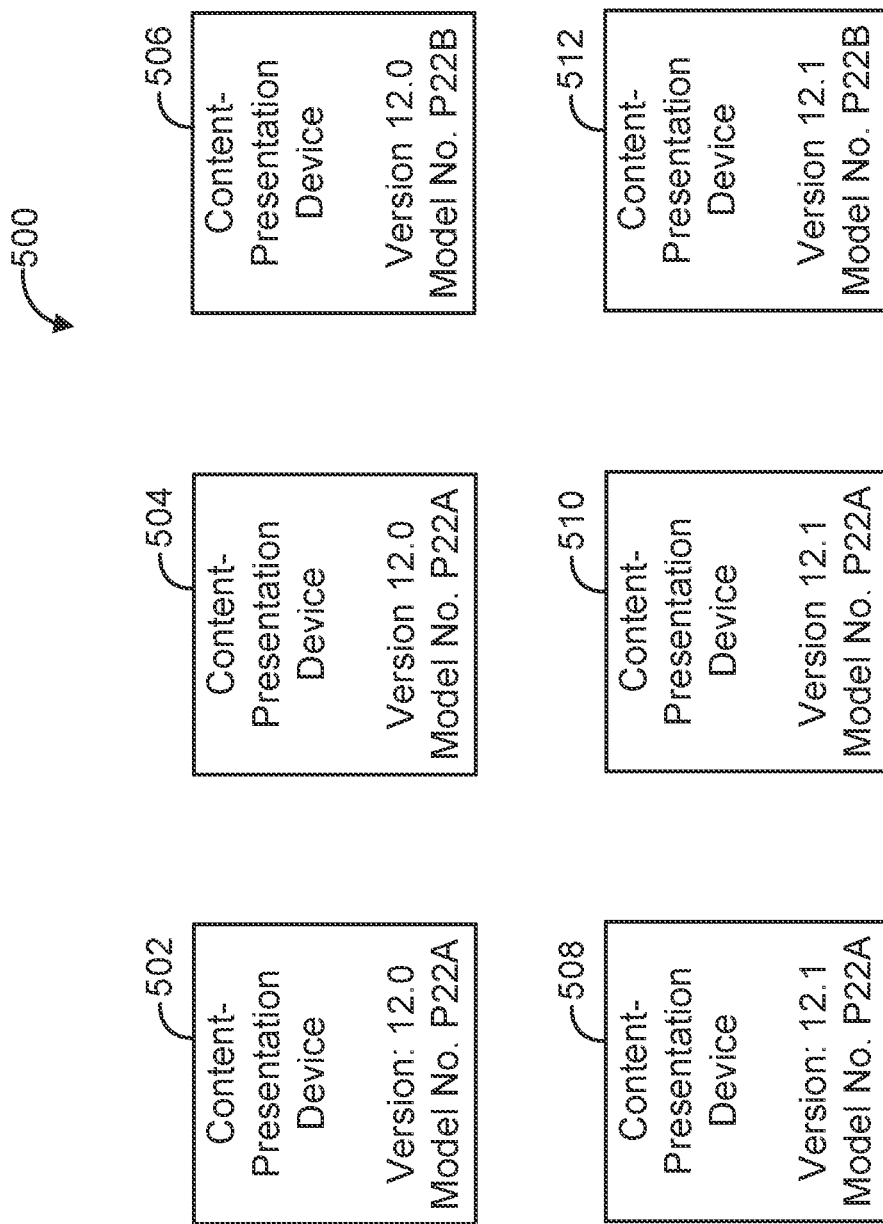 500
502
Content-
Presentation
Device
Version: 12.0
Model No. P22A
504
Content-
Presentation
Device
Version 12.0
Model No. P22A
506
Content-
Presentation
Device
Version 12.0
Model No. P22B
508
Content-
Presentation
Device
Version: 12.1
Model No. P22A
510
Content-
Presentation
Device
Version 12.1
Model No. P22A
512
Content-
Presentation
Device
Version 12.1
Model No. P22B